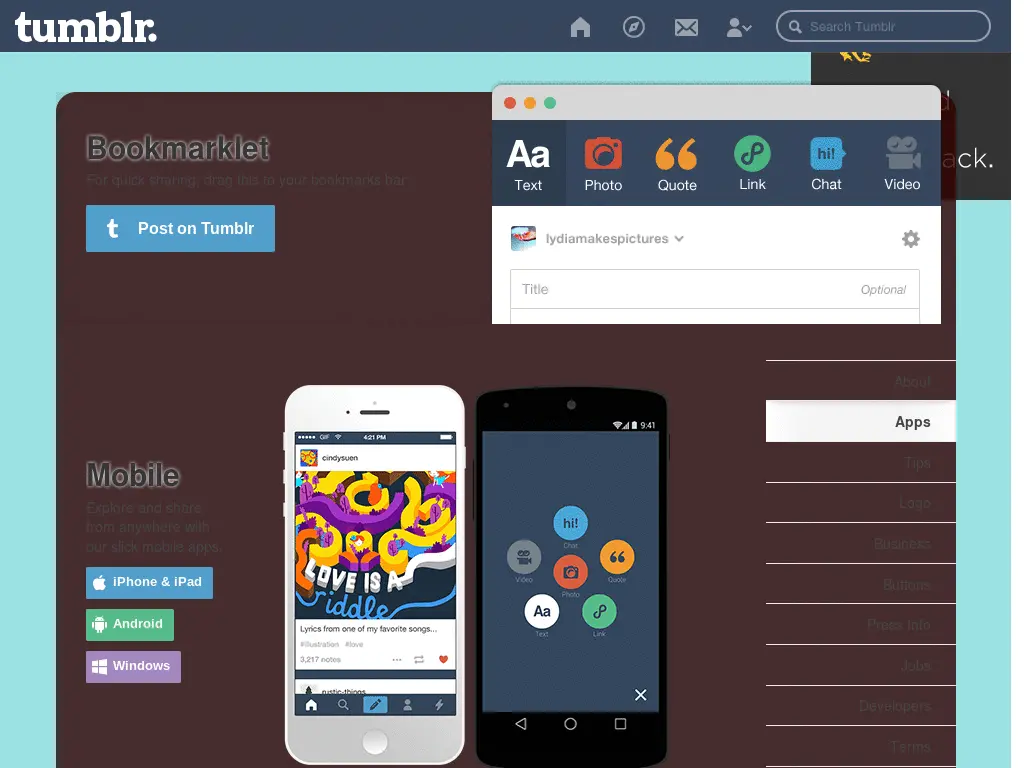 tumblr.
Search Tumblr
d
ack.
Bookmarklet
For quick sharing, drag this to your bookmarks bar
Post on Tumblr
Aa
Text
Photo
Quote
Link
hi!
Chat
Video
lydiamakespictures
Title
Optional
About
Apps
Tips
Logo
Business
Buttons
Press Info
Jobs
Developers
Terms
Mobile
Explore and share
from anywhere with
our slick mobile apps.
iPhone & iPad
Android
Windows
GIF
4:21 PM
cindysuen
LOVE IS A
riddle
Lyrics from one of my favorite songs...
#illustration #love
3,217 notes
rustic-things
9:41
hi!
Chat
Video
Quote
Photo
Aa
Text
Link